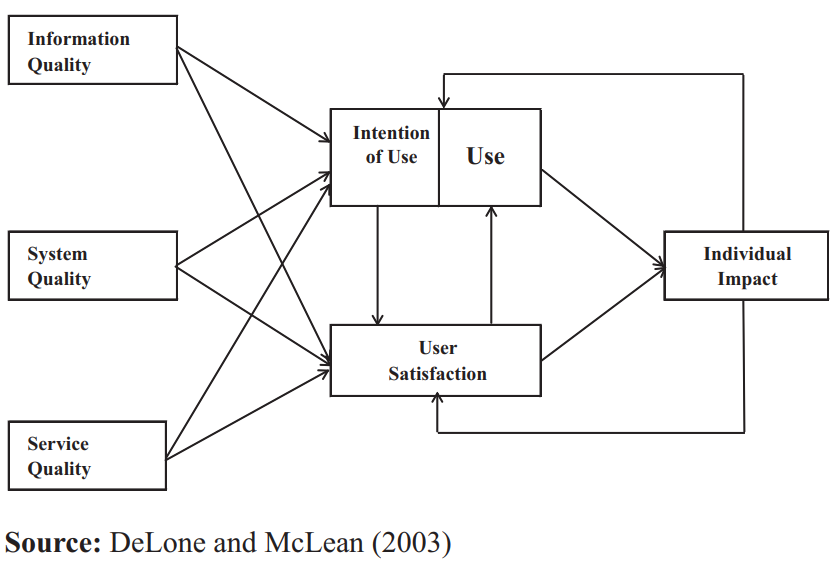 Information
Quality
Intention
of Use
Use
System
Quality
Individual
Impact
User
Satisfaction
Service
Quality
Source: DeLone and McLean (2003)